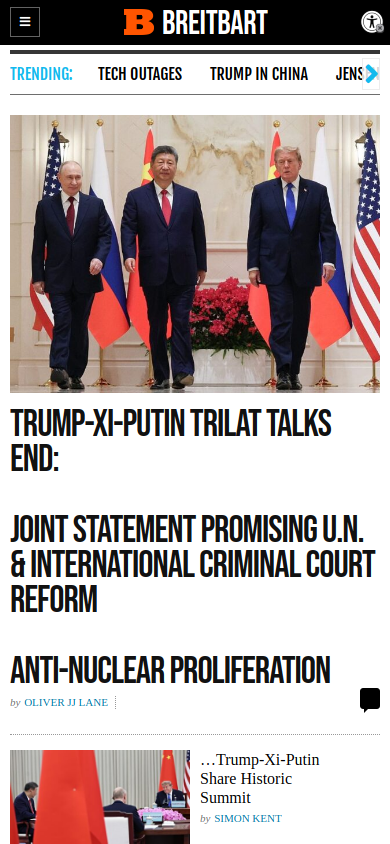 BREITBART
TRENDING:
TECH OUTAGES
TRUMP IN CHINA
JENS
TRUMP-XI-PUTIN TRILAT TALKS
END:
JOINT STATEMENT PROMISING U.N.
& INTERNATIONAL CRIMINAL COURT
REFORM
ANTI-NUCLEAR PROLIFERATION
by OLIVER JJ LANE
…Trump-Xi-Putin
Share Historic
Summit
by SIMON KENT